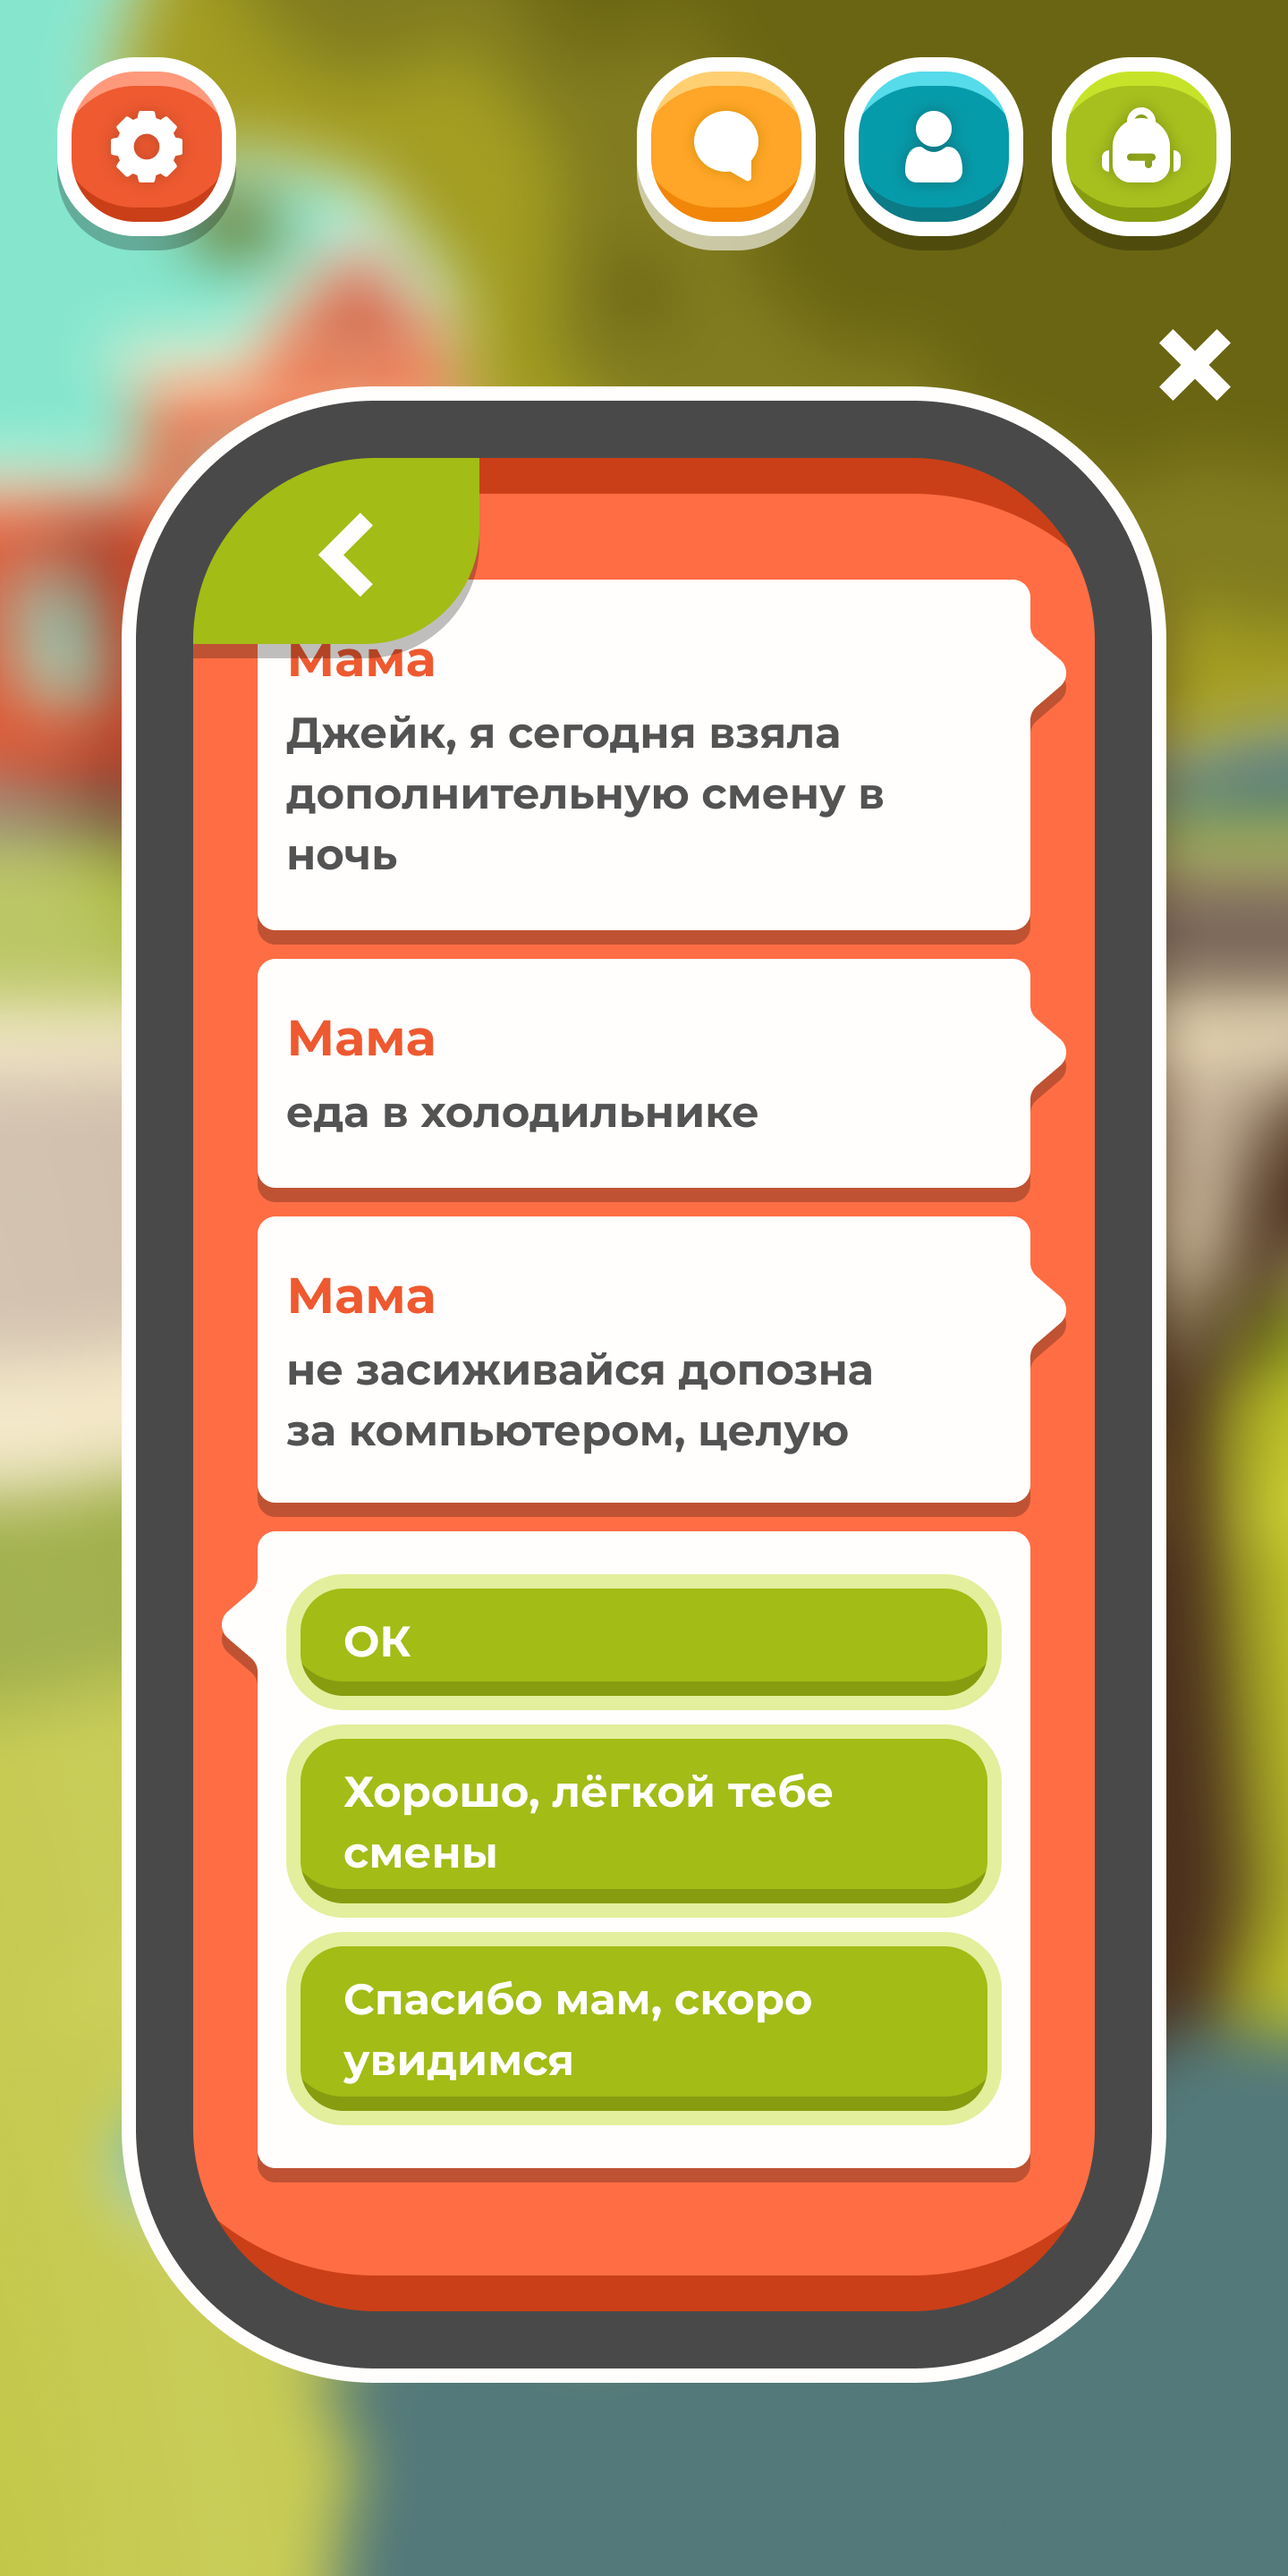 Мама
Джейк, я сегодня взяла
дополнительную смену в
ночь
Мама
еда в холодильнике
Мама
не засиживайся допозна
за компьютером, целую
ОК
Хорошо, лёгкой тебе
смены
Спасибо мам, скоро
увидимся